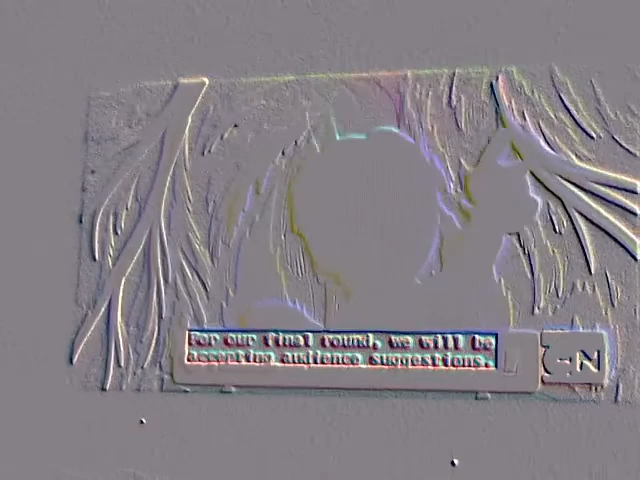 For our final round, we will be
accepting audience suggestions.